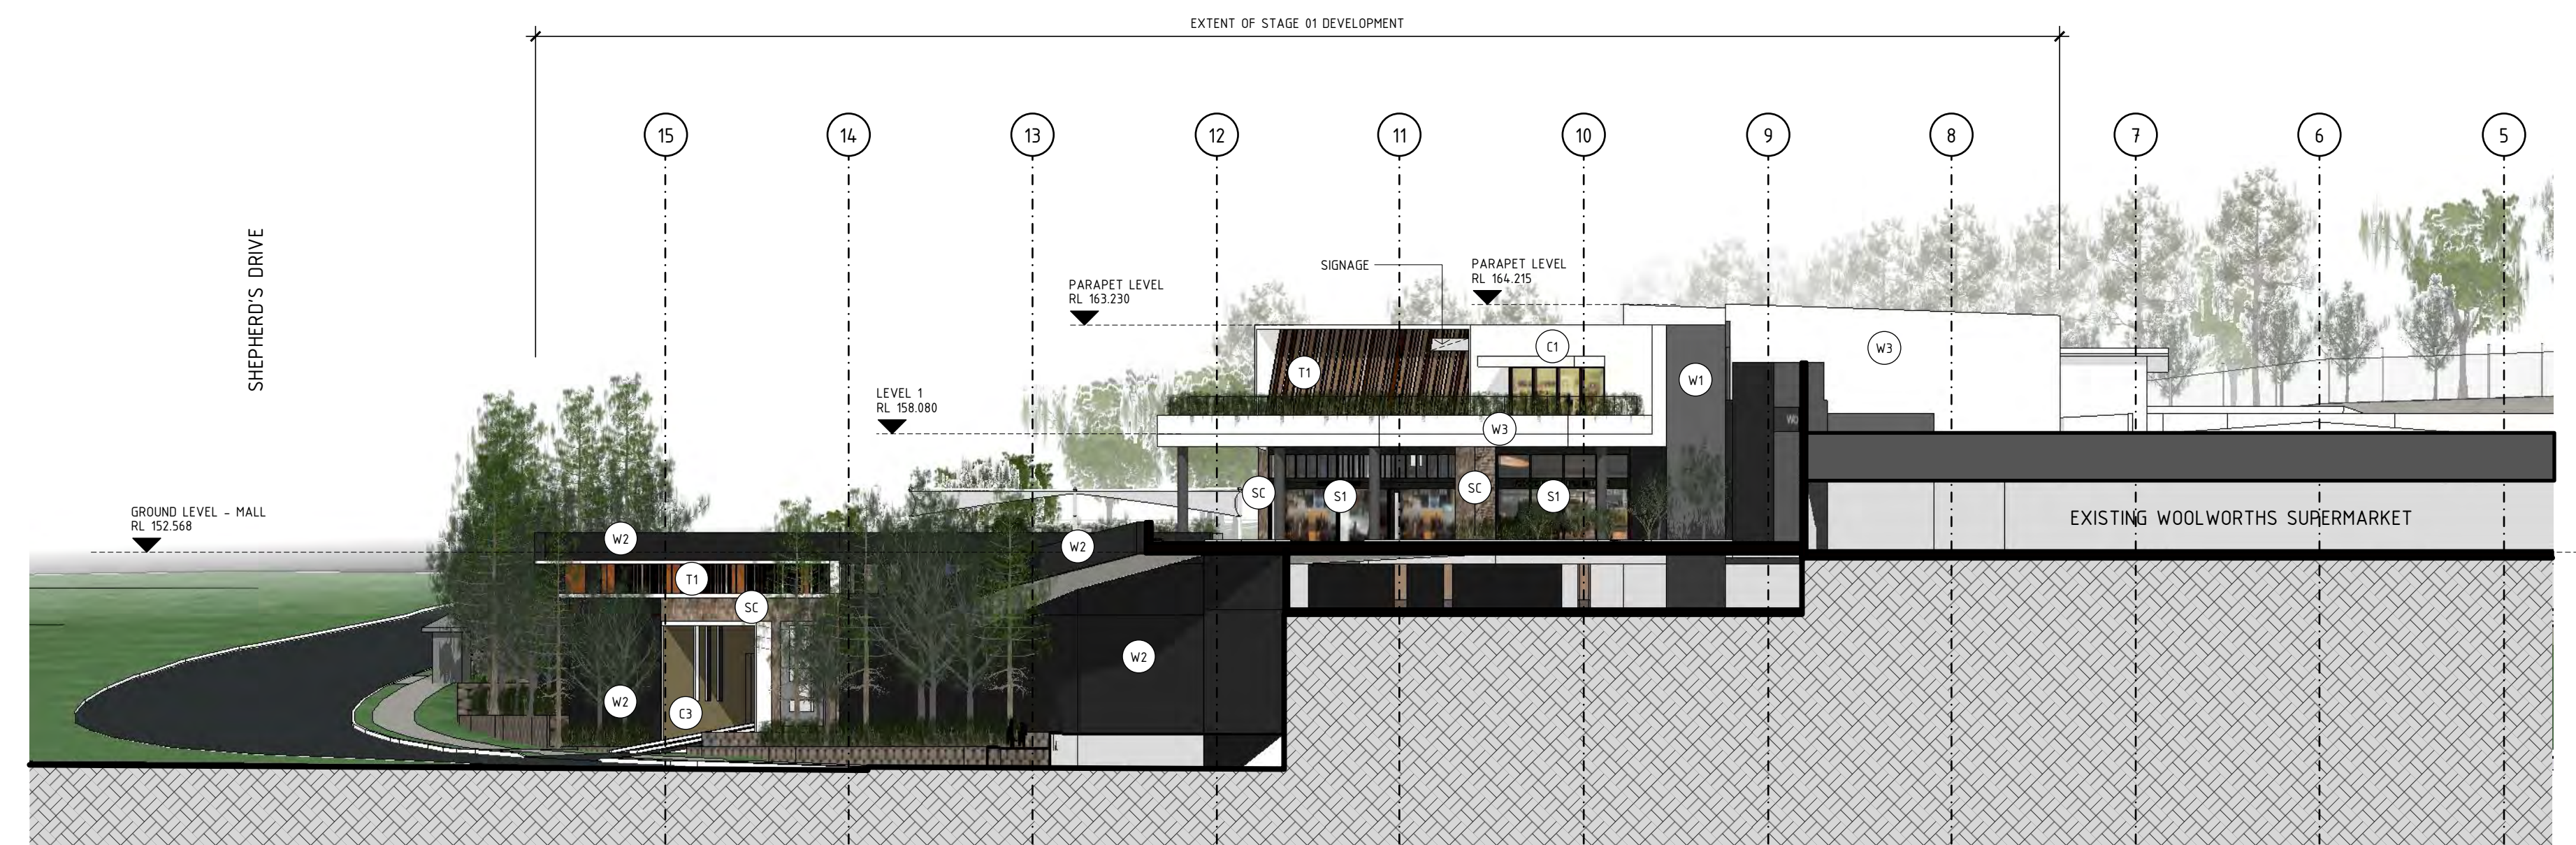 EXTENT OF STAGE 01 DEVELOPMENT
15
14
13
12
11
10
9
8
7
6
5
SHEPHERD'S DRIVE
SIGNAGE
PARAPET LEVEL
RL 164.215
PARAPET LEVEL
RL 163.230
C1
W3
T1
W1
LEVEL 1
RL 158.080
W3
SC
S1
SC
S1
GROUND LEVEL - MALL
RL 152.568
EXISTING WOOLWORTHS SUPERMARKET
W2
W2
T1
SC
W2
W2
C3